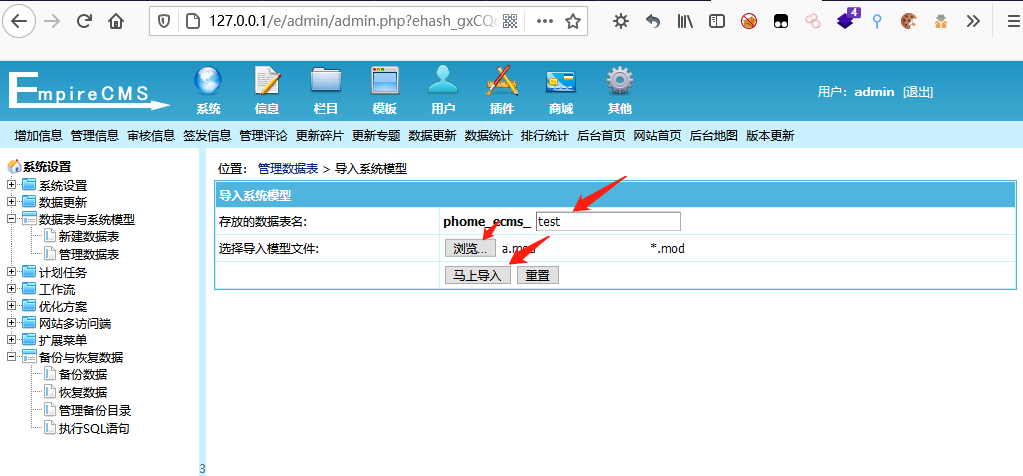 127.0.0.1/e/admin/admin.php?ehash_gxCQ
4
EmpireCMS
系统 信息 栏目 模板 用户 插件 商城 其他
用户：admin [退出]
增加信息 管理信息 审核信息 签发信息 管理评论 更新碎片 更新专题 数据更新 数据统计 排行统计 后台首页 网站首页 后台地图 版本更新
系统设置
系统设置
数据更新
数据表与系统模型
新建数据表
管理数据表
计划任务
工作流
优化方案
网站多访问端
扩展菜单
备份与恢复数据
备份数据
恢复数据
管理备份目录
执行SQL语句
3
位置： 管理数据表 > 导入系统模型
导入系统模型
存放的数据表名: phome_ecms_ test
选择导入模型文件: 浏览... a.mod *.mod
马上导入 重置